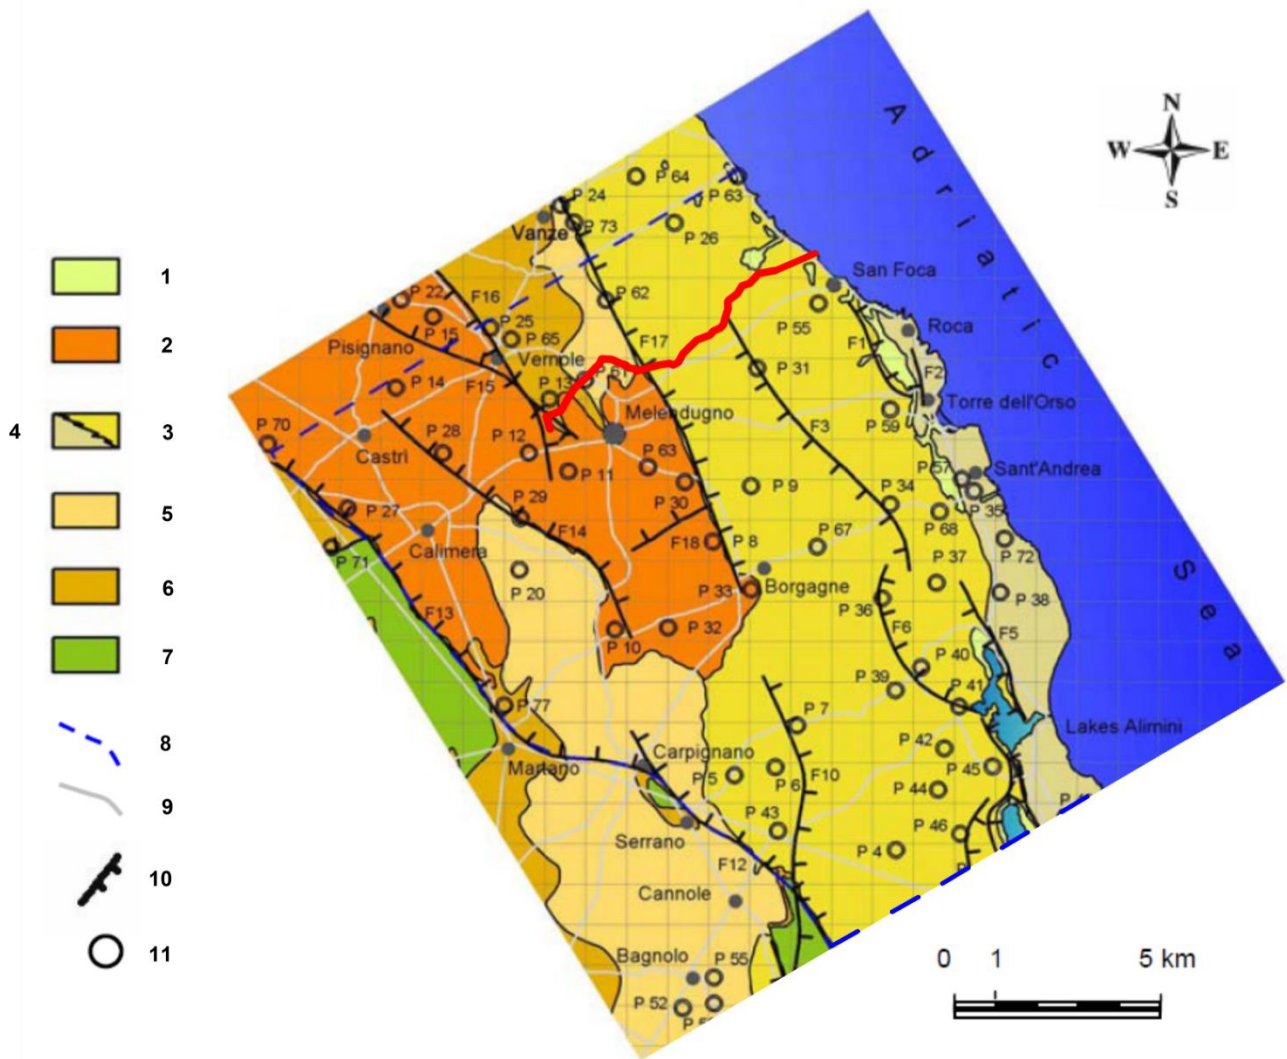 N
W E
S
Adriatic Sea
P 64
P 24
P 63
P 73
Vanze
P 26
San Foca
P 22
F16
P 62
P 25
P 55
Roca
P 15
Pisignano
P 65
F17
F1
Vernole
P 31
F2
P 14
F15
P 13
P 61
Melendugno
Torre dell'Orso
P 59
F3
P 70
P 28
P 12
Castrì
P 63
P 11
P 57
Sant'Andrea
P 9
P 30
P 34
P 35
P 29
P 27
P 68
F14
P 67
F18
P 8
P 72
Calimera
P 71
P 37
P 20
P 33
Borgagne
P 38
P 36
F13
F6
P 32
P 10
F5
P 40
P 39
P 41
P 77
P 7
Lakes Alimini
P 42
Carpignano
Martano
P 5
P 6
F10
P 45
P 44
P 43
P 46
Serrano
P 4
F12
Cannole
Bagnolo
P 55
P 52
1
2
4 3
5
6
7
8
9
10
11
0 1 5 km